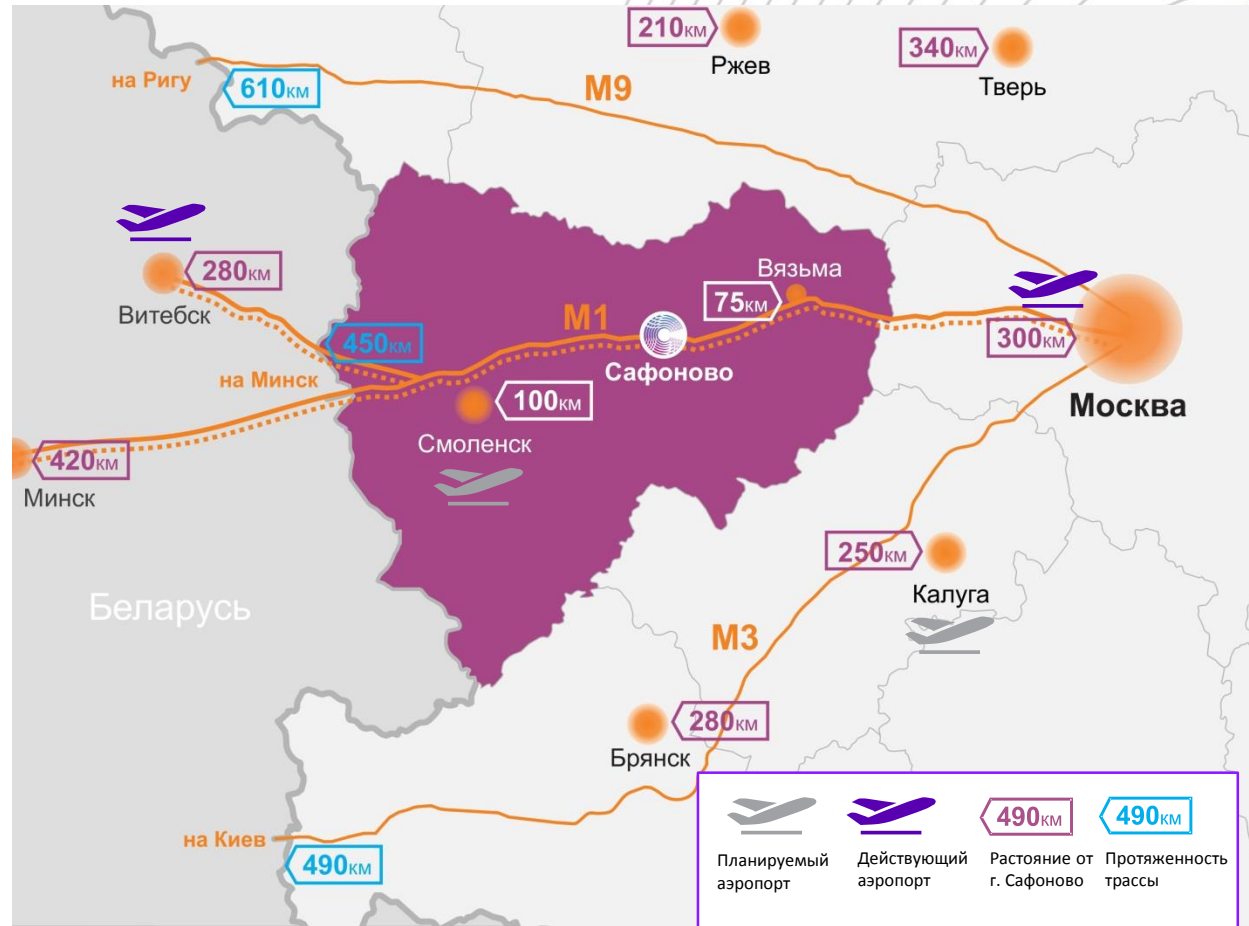 210км
Ржев
340км
Тверь
на Ригу
610км
М9
280км
Витебск
Вязьма
75км
М1
Сафоново
450км
300км
Москва
на Минск
100км
Смоленск
420км
Минск
250км
Калуга
Беларусь
М3
280км
Брянск
на Киев
490км
490км
490км
Планируемый
аэропорт
Действующий
аэропорт
Растояние от
г. Сафоново
Протяженность
трассы